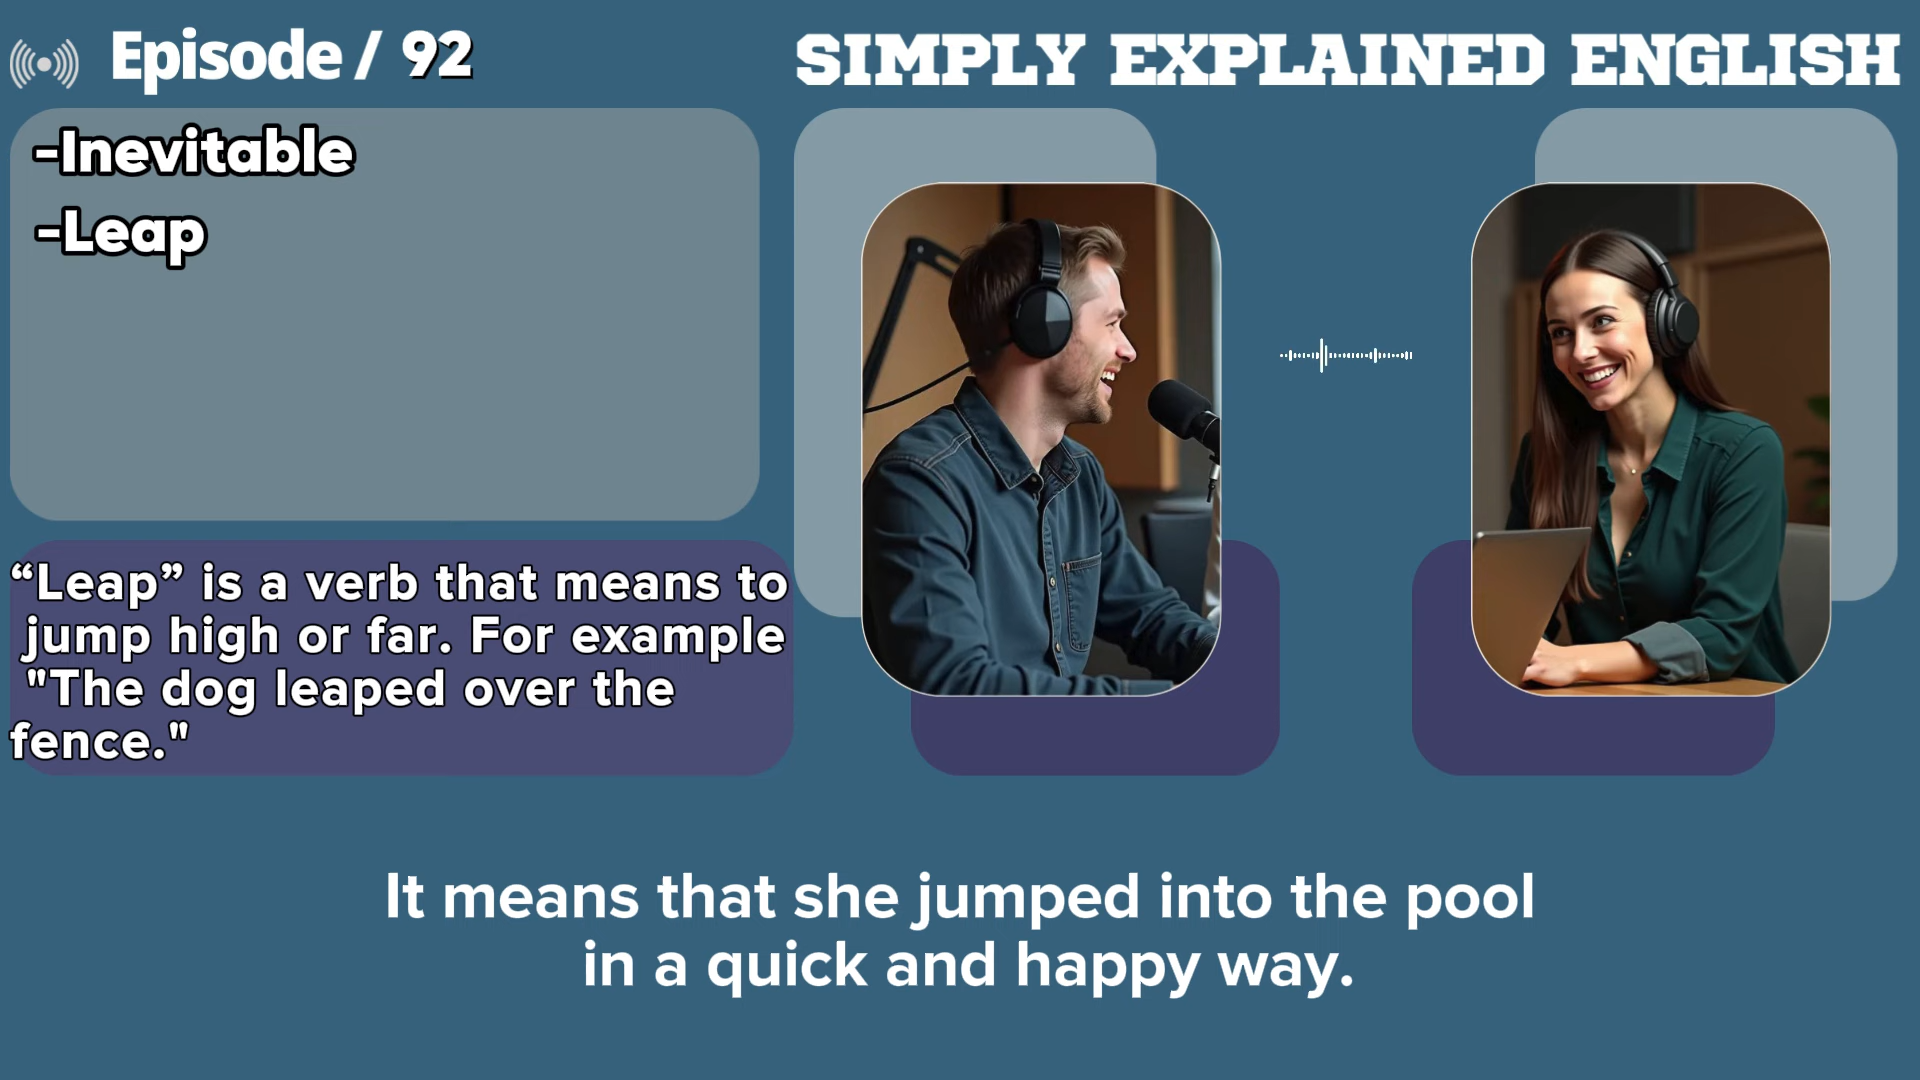 Episode / 92
SIMPLY EXPLAINED ENGLISH
-Inevitable
-Leap
“Leap” is a verb that means to
jump high or far. For example
"The dog leaped over the
fence."
It means that she jumped into the pool
in a quick and happy way.